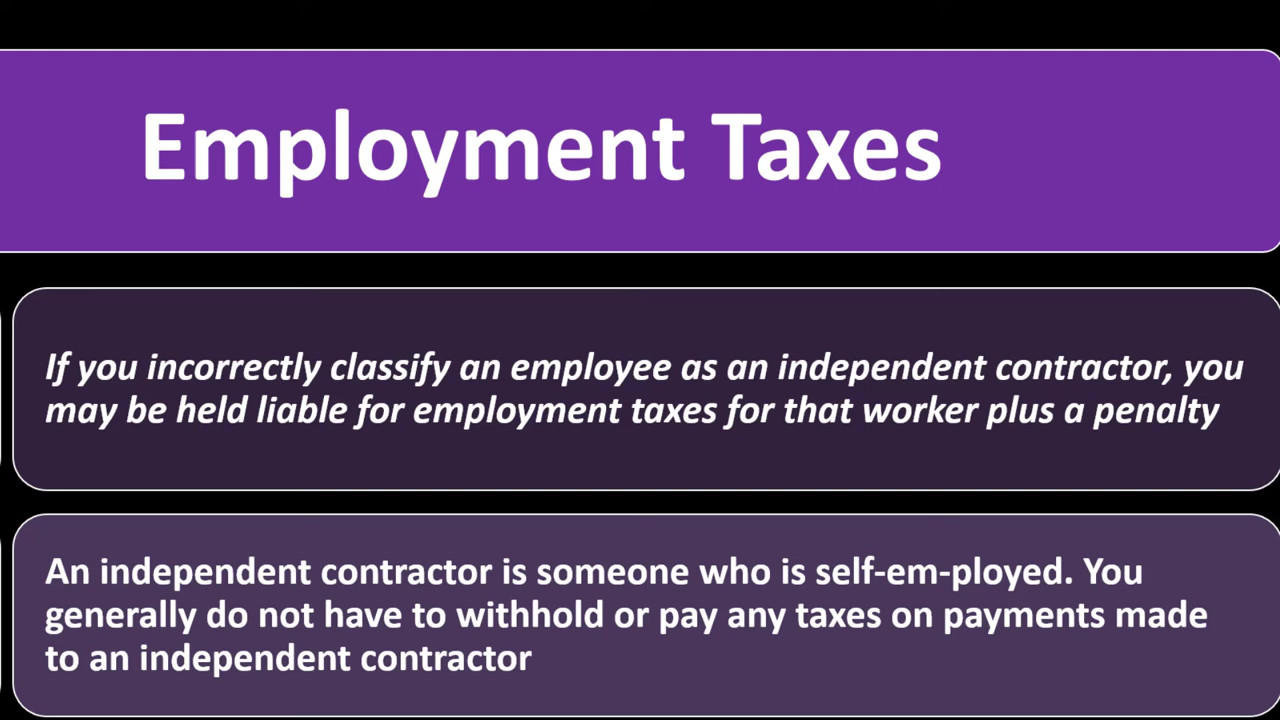 Employment Taxes
If you incorrectly classify an employee as an independent contractor, you
may be held liable for employment taxes for that worker plus a penalty
An independent contractor is someone who is self-em-ployed. You
generally do not have to withhold or pay any taxes on payments made
to an independent contractor